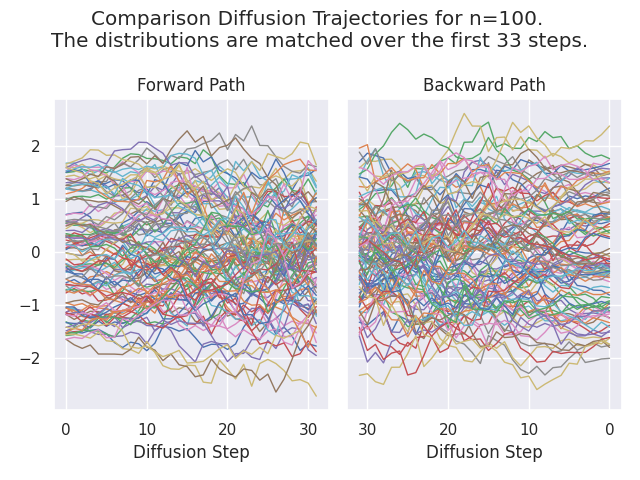 Comparison Diffusion Trajectories for n=100.
The distributions are matched over the first 33 steps.
Forward Path
Backward Path
2
1
0
−1
−2
0 10 20 30
30 20 10 0
Diffusion Step
Diffusion Step